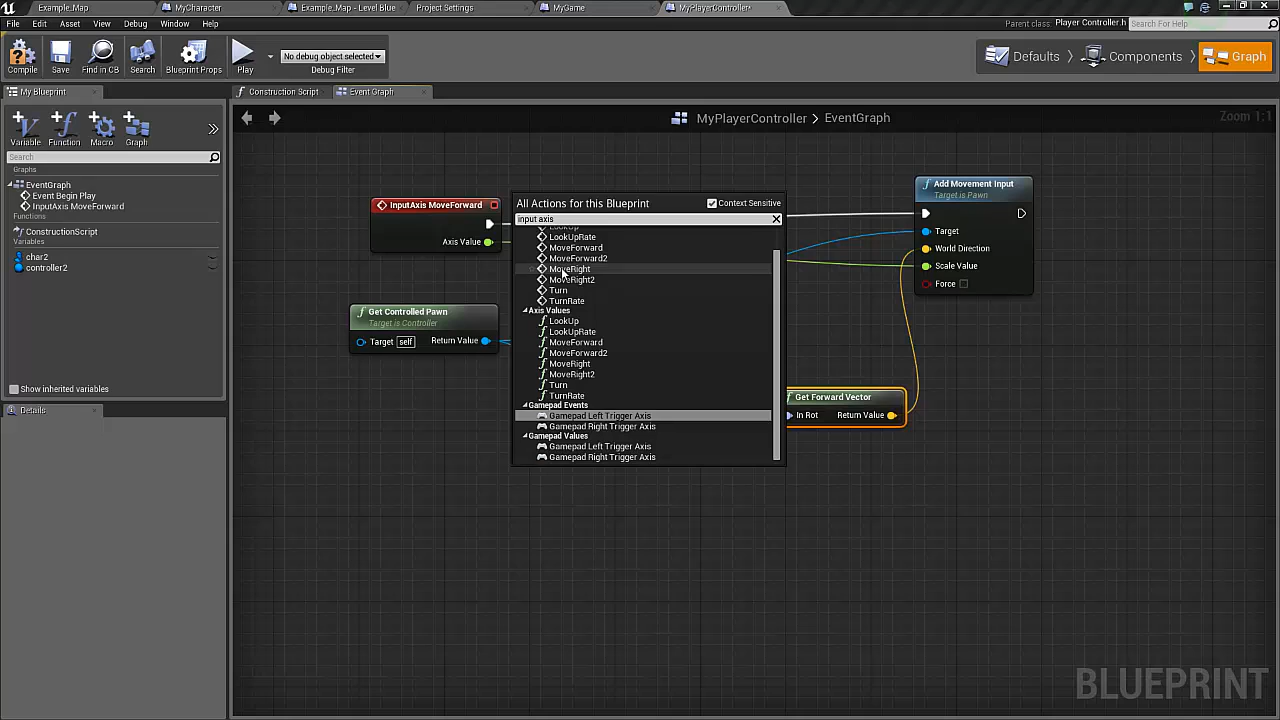 Example_Map
MyCharacter
Example_Map - Level Blue
Project Settings
MyGame
MyPlayerController*
File Edit Asset View Debug Window Help
Parent class: Player Controller.h
Search For Help
Compile
Save
Find in CB
Search
Blueprint Props
Play
No debug object selected
Debug Filter
Defaults
Components
Graph
My Blueprint
Construction Script
Event Graph
Variable
Function
Macro
Graph
MyPlayerController > EventGraph
Zoom 1:1
Search
Graphs
EventGraph
Event Begin Play
InputAxis MoveForward
Functions
ConstructionScript
Variables
char2
controller2
Show inherited variables
Details
InputAxis MoveForward
Axis Value
Get Controlled Pawn
Target is Controller
Target self
Return Value
All Actions for this Blueprint
Context Sensitive
input axis
LookUp
LookUpRate
MoveForward
MoveForward2
MoveRight
MoveRight2
Turn
TurnRate
Axis Values
LookUp
LookUpRate
MoveForward
MoveForward2
MoveRight
MoveRight2
Turn
TurnRate
Gamepad Events
Gamepad Left Trigger Axis
Gamepad Right Trigger Axis
Gamepad Values
Gamepad Left Trigger Axis
Gamepad Right Trigger Axis
Get Forward Vector
In Rot
Return Value
Add Movement Input
Target is Pawn
Target
World Direction
Scale Value
Force
BLUEPRINT